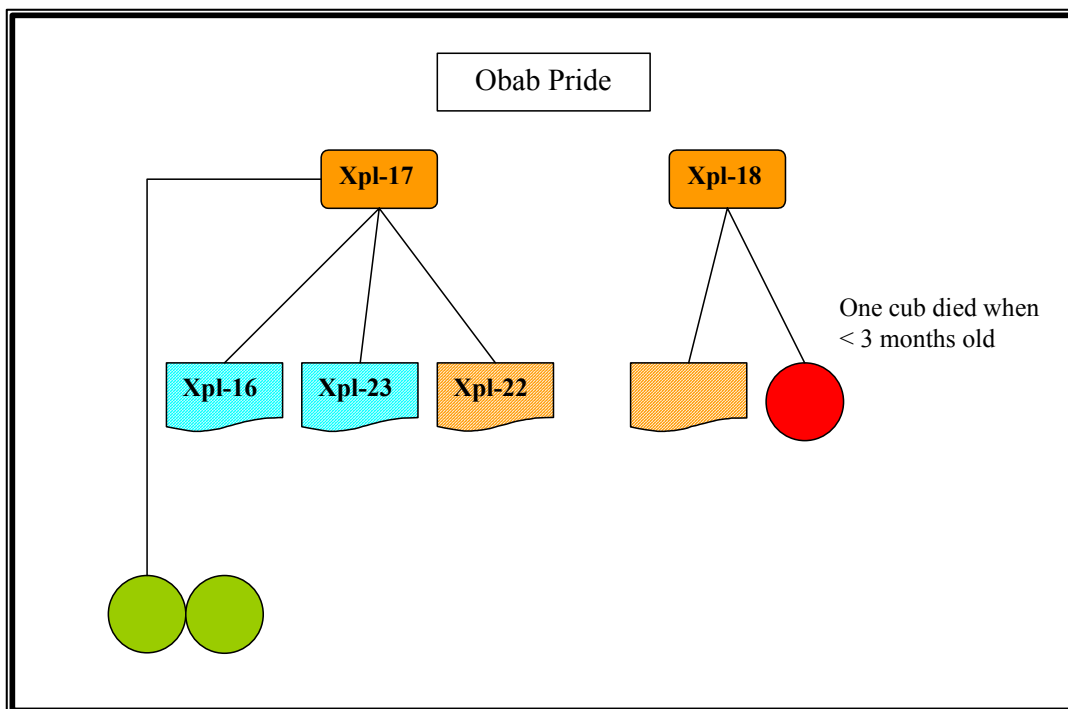 Obab Pride
Xpl-17
Xpl-18
One cub died when
< 3 months old
Xpl-16
Xpl-23
Xpl-22